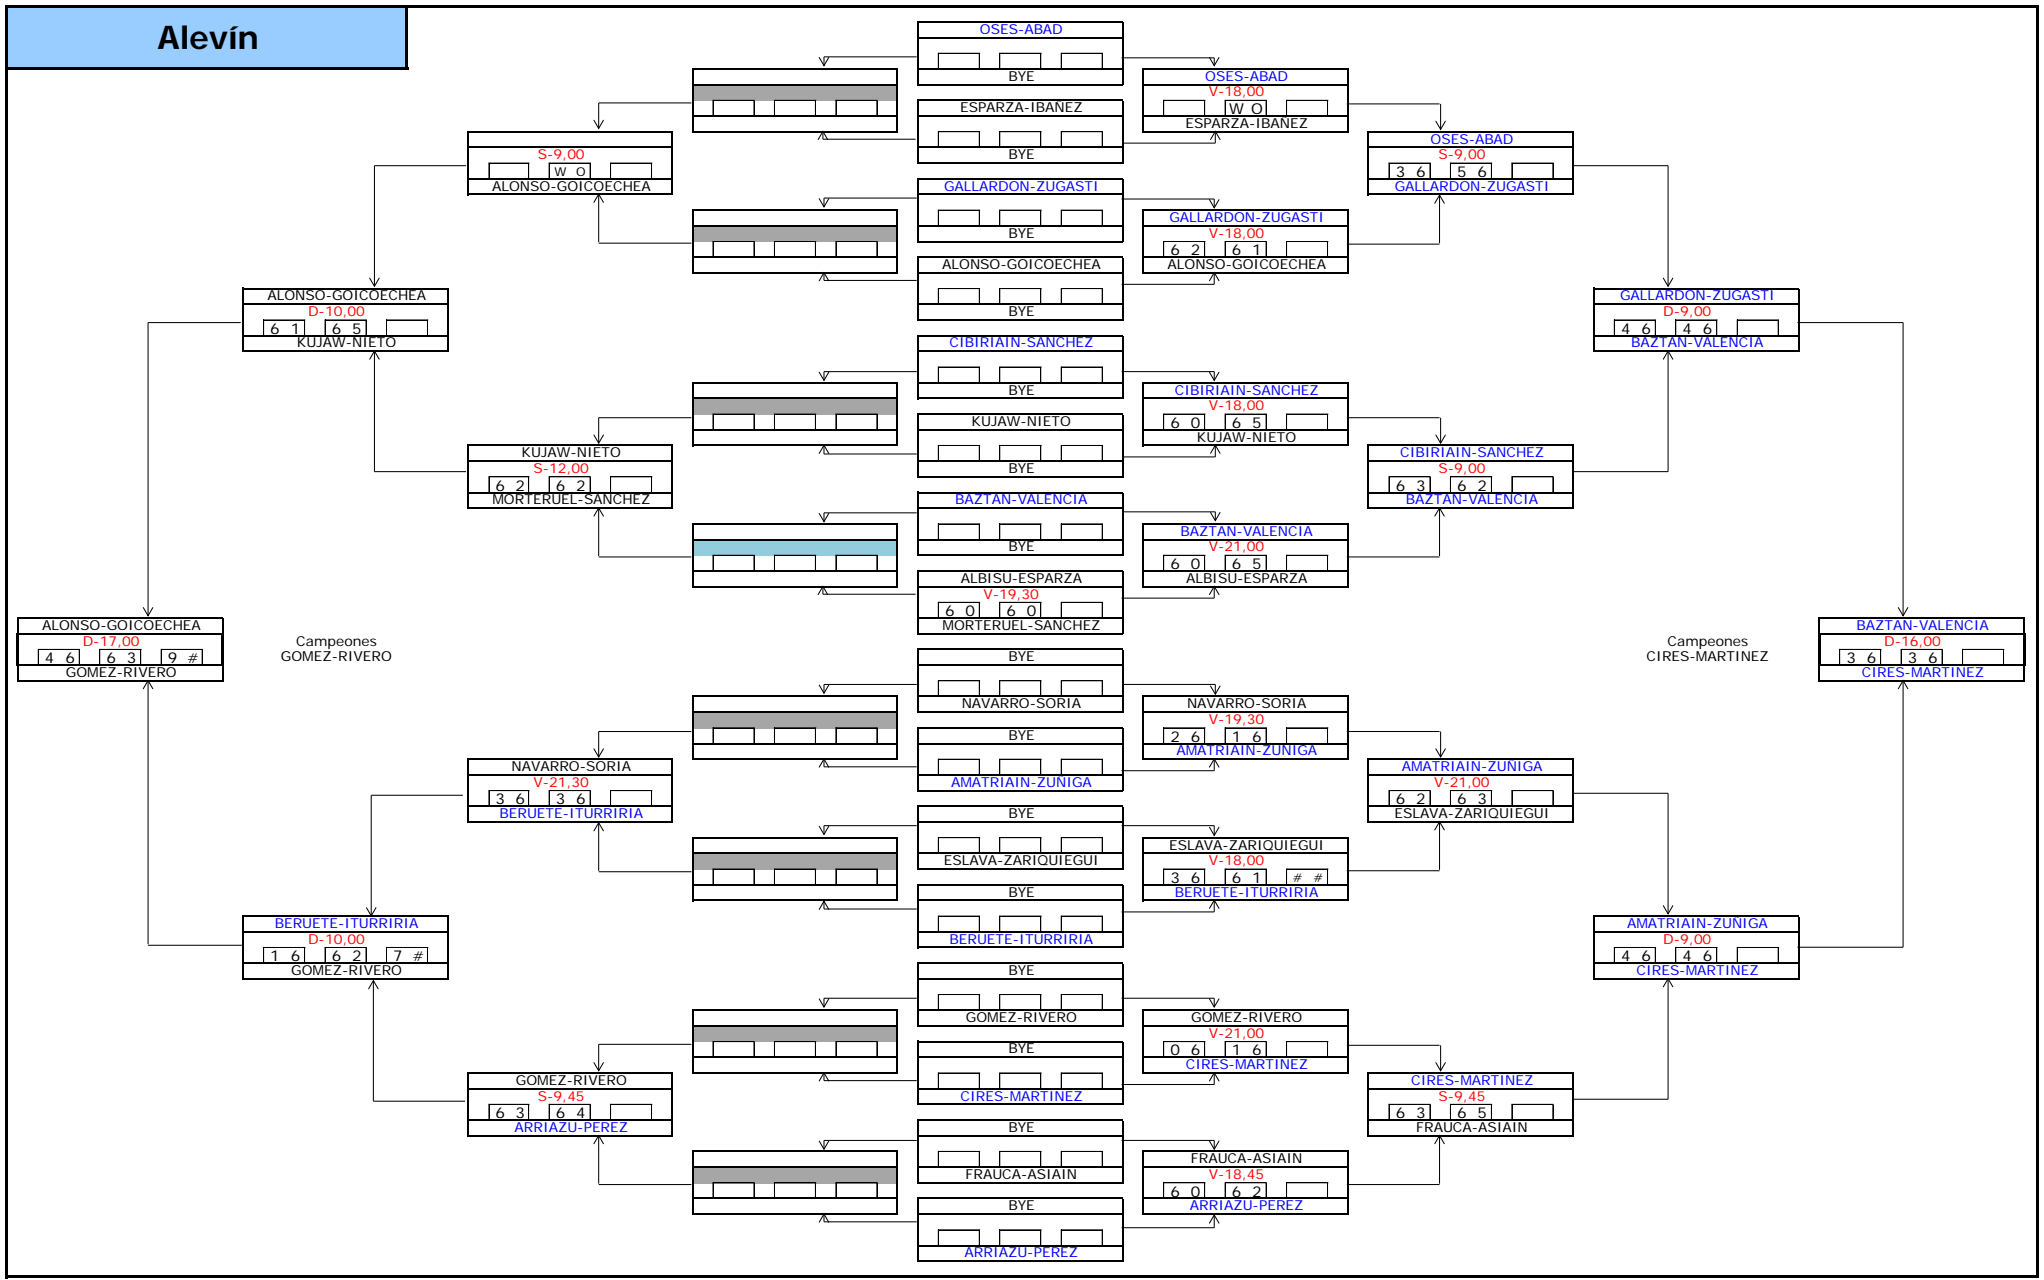 Alevín
OSES-ABAD
BYE
ESPARZA-IBAÑEZ
BYE
GALLARDON-ZUGASTI
BYE
ALONSO-GOICOECHEA
BYE
CIBIRIAIN-SANCHEZ
BYE
KUJAW-NIETO
BYE
BAZTAN-VALENCIA
BYE
ALBISU-ESPARZA
V-19,30
6 0 6 0
MORTERUEL-SANCHEZ
BYE
NAVARRO-SORIA
BYE
AMATRIAIN-ZUÑIGA
BYE
ESLAVA-ZARIQUIEGUI
BYE
BERUETE-ITURRIRIA
BYE
GOMEZ-RIVERO
BYE
CIRES-MARTINEZ
BYE
FRAUCA-ASIAIN
BYE
ARRIAZU-PEREZ
OSES-ABAD
V-18,00
W O
ESPARZA-IBAÑEZ
GALLARDON-ZUGASTI
V-18,00
6 2 6 1
ALONSO-GOICOECHEA
CIBIRIAIN-SANCHEZ
V-18,00
6 0 6 5
KUJAW-NIETO
BAZTAN-VALENCIA
V-21,00
6 0 6 5
ALBISU-ESPARZA
NAVARRO-SORIA
V-19,30
2 6 1 6
AMATRIAIN-ZUÑIGA
ESLAVA-ZARIQUIEGUI
V-18,00
3 6 6 1 # #
BERUETE-ITURRIRIA
GOMEZ-RIVERO
V-21,00
0 6 1 6
CIRES-MARTINEZ
FRAUCA-ASIAIN
V-18,45
6 0 6 2
ARRIAZU-PEREZ
OSES-ABAD
S-9,00
3 6 5 6
GALLARDON-ZUGASTI
CIBIRIAIN-SANCHEZ
S-9,00
6 3 6 2
BAZTAN-VALENCIA
AMATRIAIN-ZUÑIGA
V-21,00
6 2 6 3
ESLAVA-ZARIQUIEGUI
CIRES-MARTINEZ
S-9,45
6 3 6 5
FRAUCA-ASIAIN
GALLARDON-ZUGASTI
D-9,00
4 6 4 6
BAZTAN-VALENCIA
AMATRIAIN-ZUÑIGA
D-9,00
4 6 4 6
CIRES-MARTINEZ
BAZTAN-VALENCIA
D-16,00
3 6 3 6
CIRES-MARTINEZ
Campeones
CIRES-MARTINEZ
S-9,00
W O
ALONSO-GOICOECHEA
KUJAW-NIETO
S-12,00
6 2 6 2
MORTERUEL-SANCHEZ
NAVARRO-SORIA
V-21,30
3 6 3 6
BERUETE-ITURRIRIA
GOMEZ-RIVERO
S-9,45
6 3 6 4
ARRIAZU-PEREZ
ALONSO-GOICOECHEA
D-10,00
6 1 6 5
KUJAW-NIETO
BERUETE-ITURRIRIA
D-10,00
1 6 6 2 7 #
GOMEZ-RIVERO
ALONSO-GOICOECHEA
D-17,00
4 6 6 3 9 #
GOMEZ-RIVERO
Campeones
GOMEZ-RIVERO